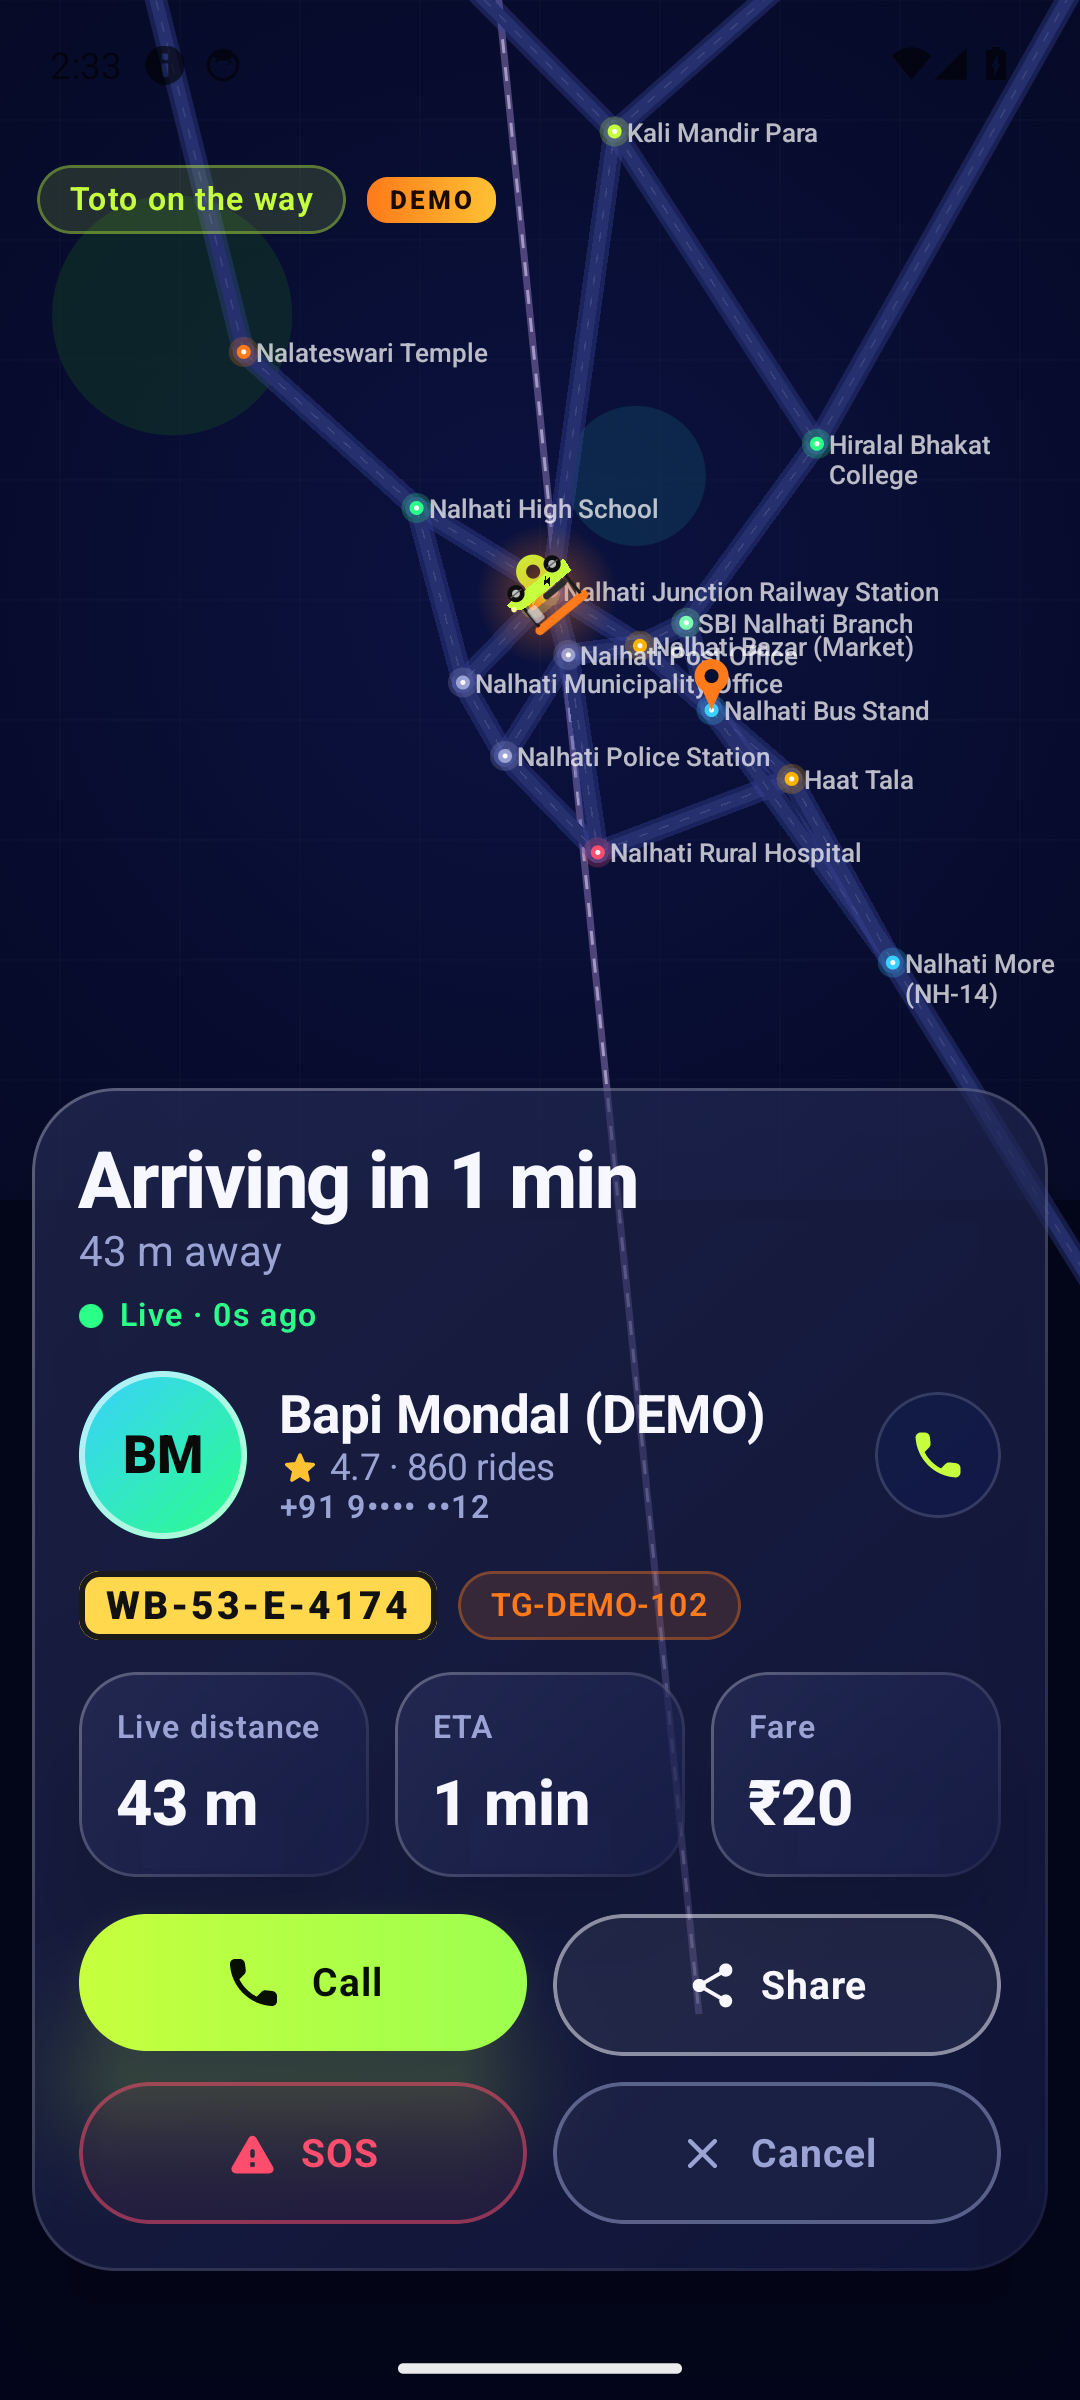 2:33
Kali Mandir Para
Toto on the way
DEMO
Nalateswari Temple
Hiralal Bhakat
College
Nalhati High School
Nalhati Junction Railway Station
SBI Nalhati Branch
Nalhati Bazar (Market)
Nalhati Post Office
Nalhati Municipality Office
Nalhati Bus Stand
Nalhati Police Station
Haat Tala
Nalhati Rural Hospital
Nalhati More
(NH-14)
Arriving in 1 min
43 m away
Live · 0s ago
BM
Bapi Mondal (DEMO)
4.7 · 860 rides
+91 9•••• ••12
WB-53-E-4174
TG-DEMO-102
Live distance
43 m
ETA
1 min
Fare
₹20
Call
Share
SOS
Cancel